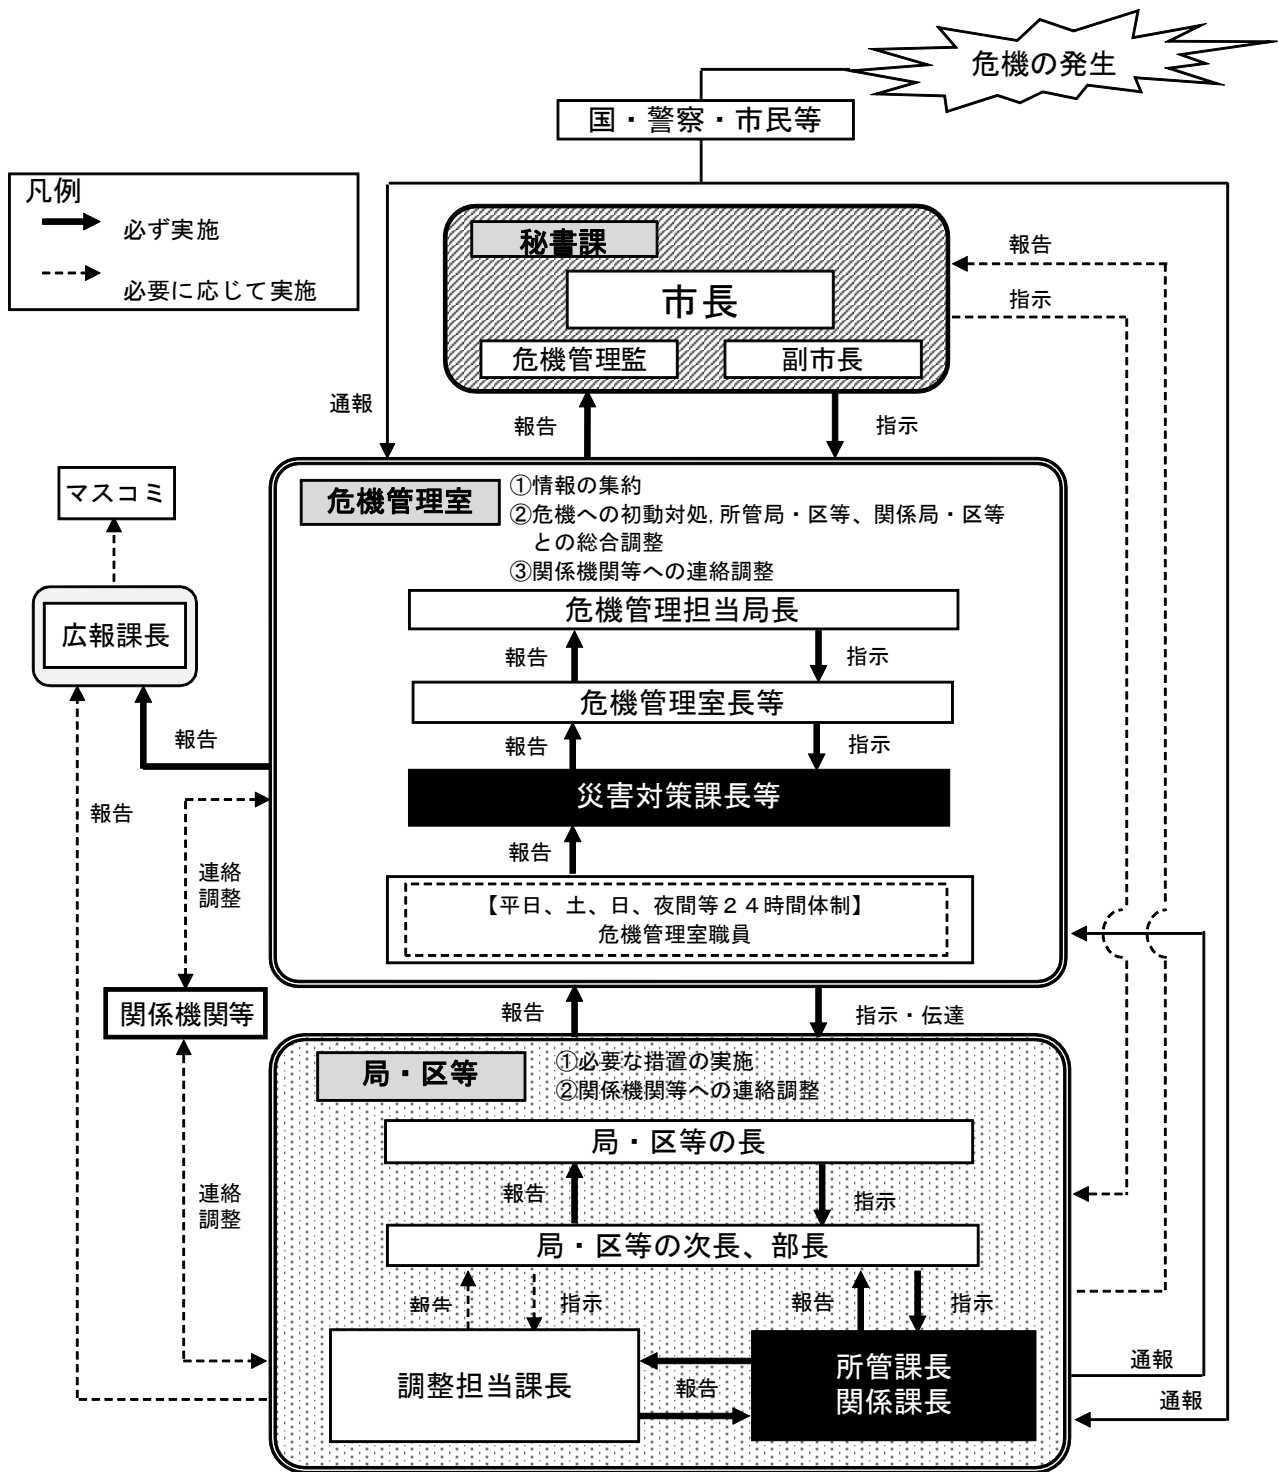 危機の発生
国・警察・市民等
凡例
必ず実施
必要に応じて実施
秘書課
市長
危機管理監
副市長
報告
指示
通報
報告
指示
マスコミ
広報課長
危機管理室
①情報の集約
②危機への初動対処,所管局・区等、関係局・区等
との総合調整
③関係機関等への連絡調整
危機管理担当局長
報告
指示
危機管理室長等
報告
指示
災害対策課長等
報告
【平日、土、日、夜間等24時間体制】
危機管理室職員
報告
報告
連絡
調整
関係機関等
連絡
調整
報告
指示・伝達
局・区等
①必要な措置の実施
②関係機関等への連絡調整
局・区等の長
報告
指示
局・区等の次長、部長
報告
指示
報告
指示
調整担当課長
報告
所管課長
関係課長
通報
通報